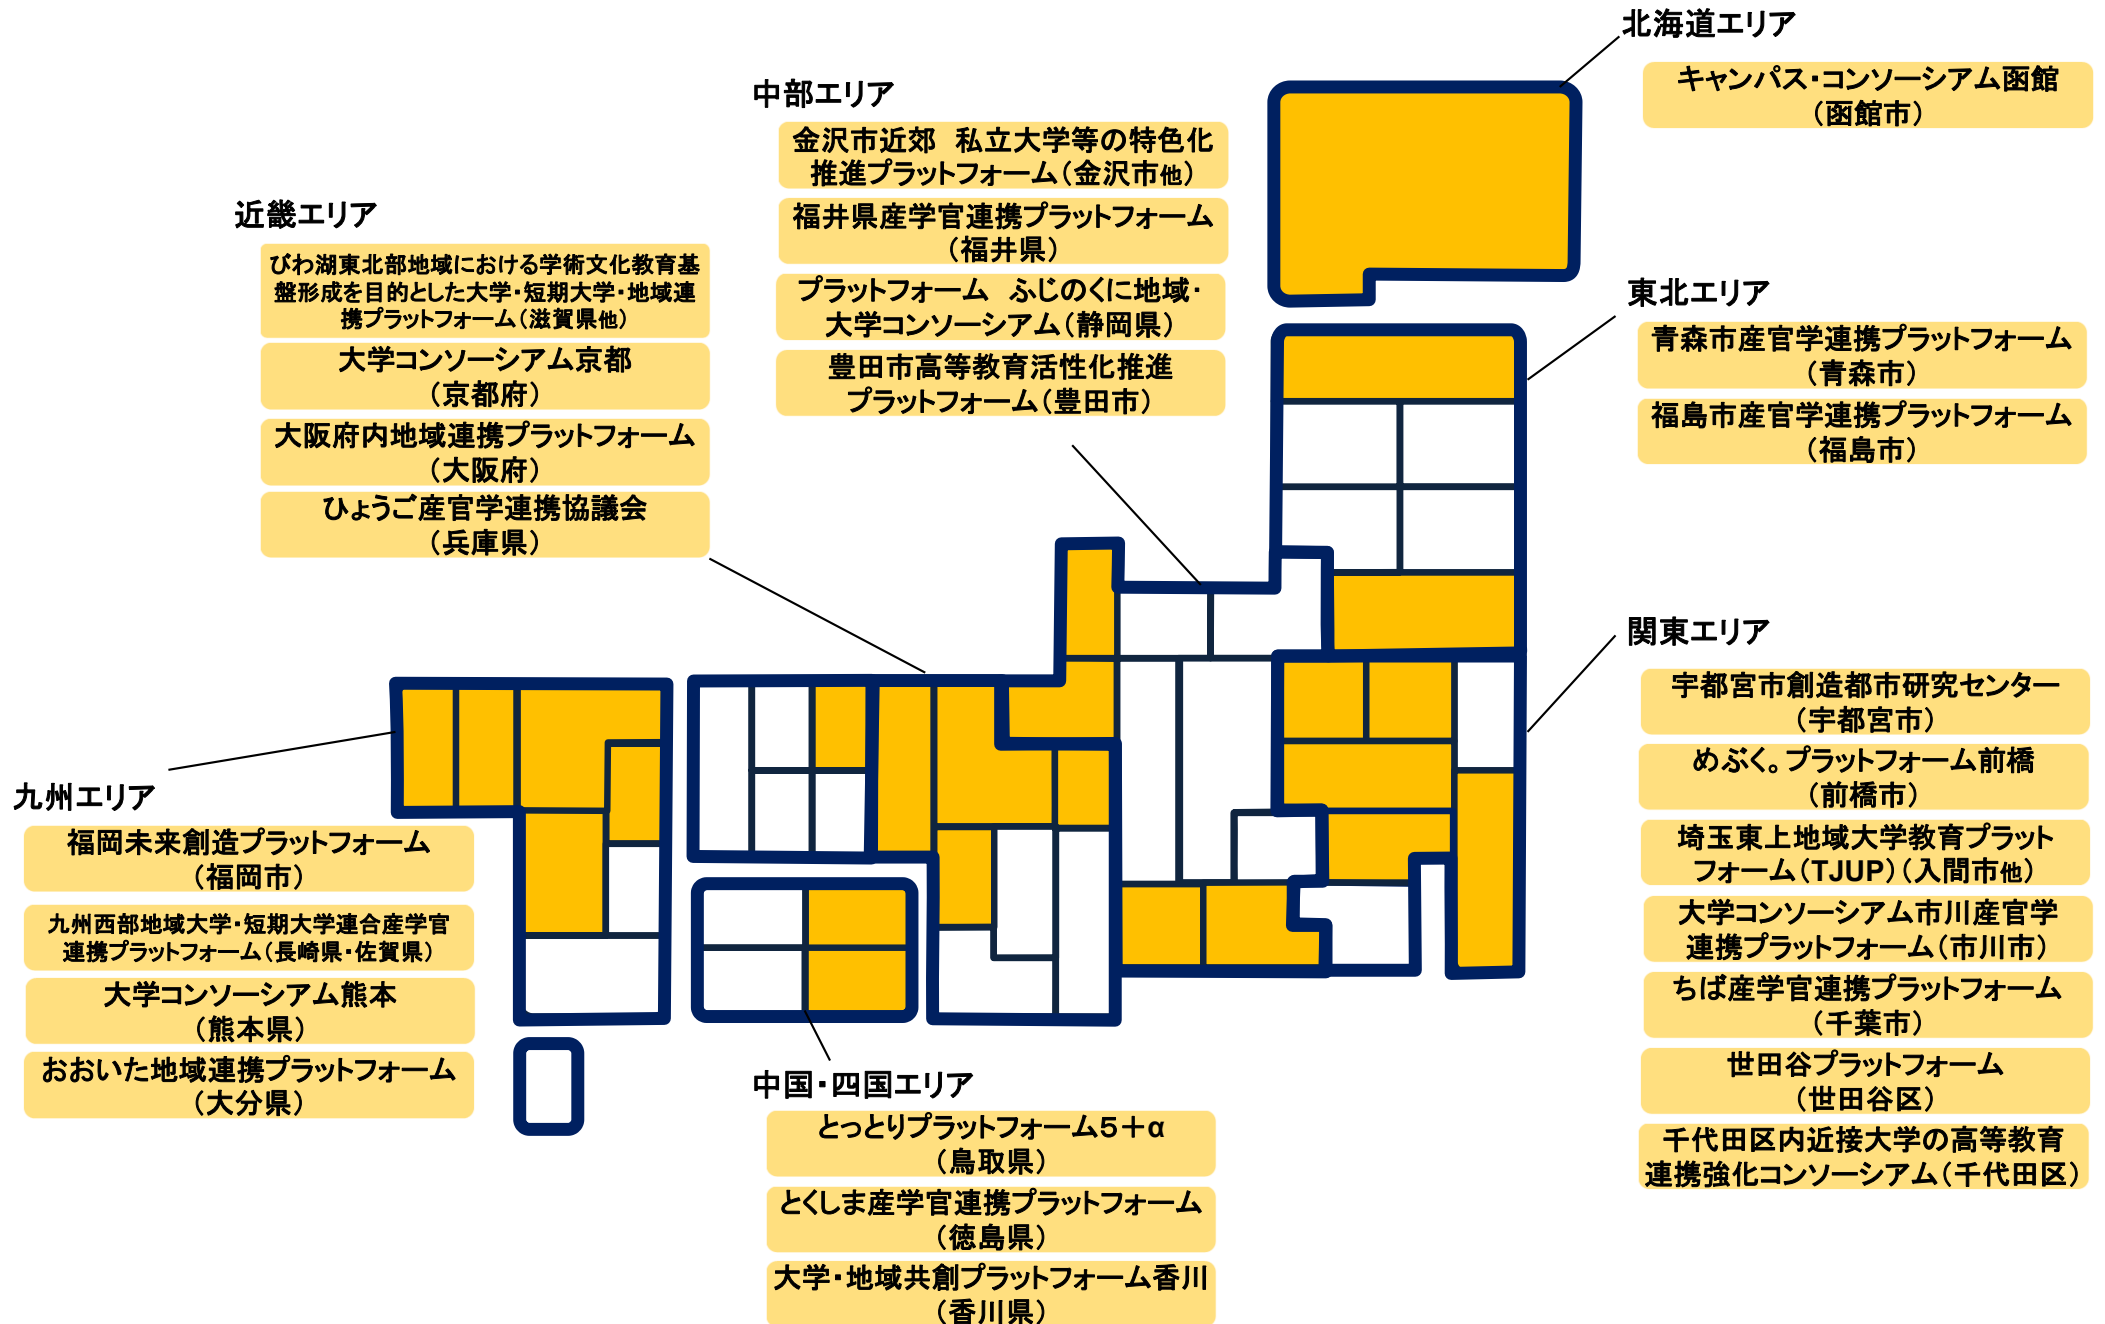 北海道エリア
キャンパス・コンソーシアム函館
（函館市）
中部エリア
金沢市近郊　私立大学等の特色化
推進プラットフォーム（金沢市他）
福井県産学官連携プラットフォーム
（福井県）
プラットフォーム　ふじのくに地域・
大学コンソーシアム（静岡県）
豊田市高等教育活性化推進
プラットフォーム（豊田市）
近畿エリア
びわ湖東北部地域における学術文化教育基
盤形成を目的とした大学・短期大学・地域連
携プラットフォーム（滋賀県他）
大学コンソーシアム京都
（京都府）
大阪府内地域連携プラットフォーム
（大阪府）
ひょうご産官学連携協議会
（兵庫県）
東北エリア
青森市産官学連携プラットフォーム
（青森市）
福島市産官学連携プラットフォーム
（福島市）
関東エリア
宇都宮市創造都市研究センター
（宇都宮市）
めぶく。プラットフォーム前橋
（前橋市）
埼玉東上地域大学教育プラット
フォーム（TJUP）（入間市他）
大学コンソーシアム市川産官学
連携プラットフォーム（市川市）
ちば産学官連携プラットフォーム
（千葉市）
世田谷プラットフォーム
（世田谷区）
千代田区内近接大学の高等教育
連携強化コンソーシアム（千代田区）
九州エリア
福岡未来創造プラットフォーム
（福岡市）
九州西部地域大学・短期大学連合産学官
連携プラットフォーム（長崎県・佐賀県）
大学コンソーシアム熊本
（熊本県）
おおいた地域連携プラットフォーム
（大分県）
中国・四国エリア
とっとりプラットフォーム５＋α
（鳥取県）
とくしま産学官連携プラットフォーム
（徳島県）
大学・地域共創プラットフォーム香川
（香川県）